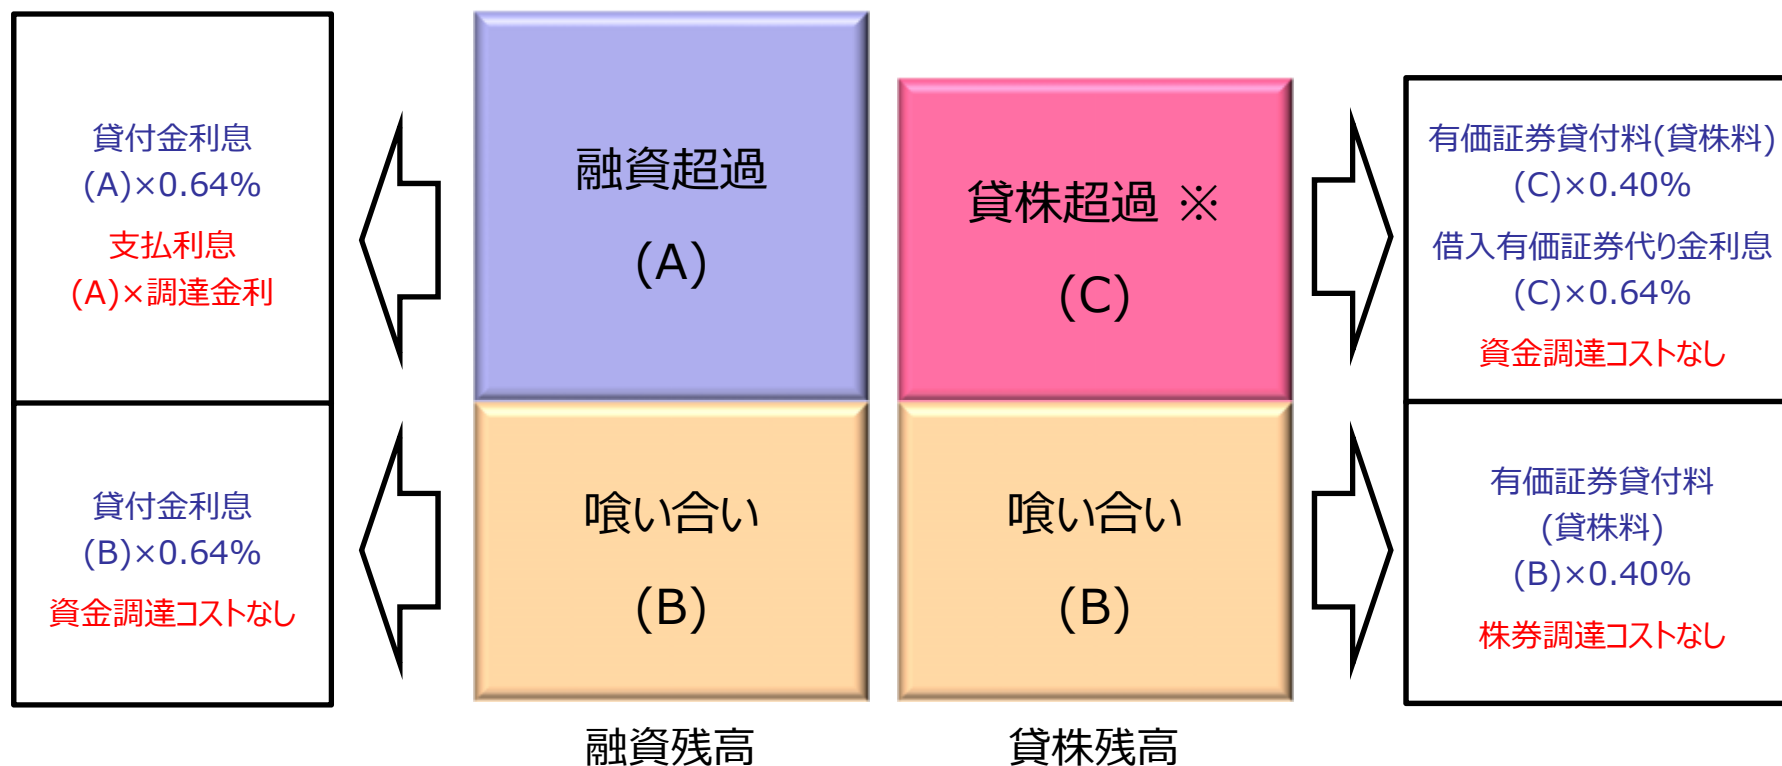 貸付金利息
(A)×0.64%
支払利息
(A)×調達金利
貸付金利息
(B)×0.64%
資金調達コストなし
融資超過
(A)
喰い合い
(B)
融資残高
貸株超過 ※
(C)
喰い合い
(B)
貸株残高
有価証券貸付料(貸株料)
(C)×0.40%
借入有価証券代り金利息
(C)×0.64%
資金調達コストなし
有価証券貸付料
(貸株料)
(B)×0.40%
株券調達コストなし